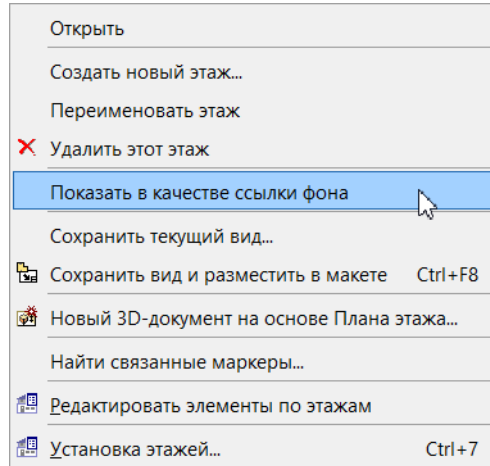 Открыть
Создать новый этаж...
Переименовать этаж
Удалить этот этаж
Показать в качестве ссылки фона
Сохранить текущий вид...
Сохранить вид и разместить в макете Ctrl+F8
Новый 3D-документ на основе Плана этажа...
Найти связанные маркеры...
Редактировать элементы по этажам
Установка этажей... Ctrl+7